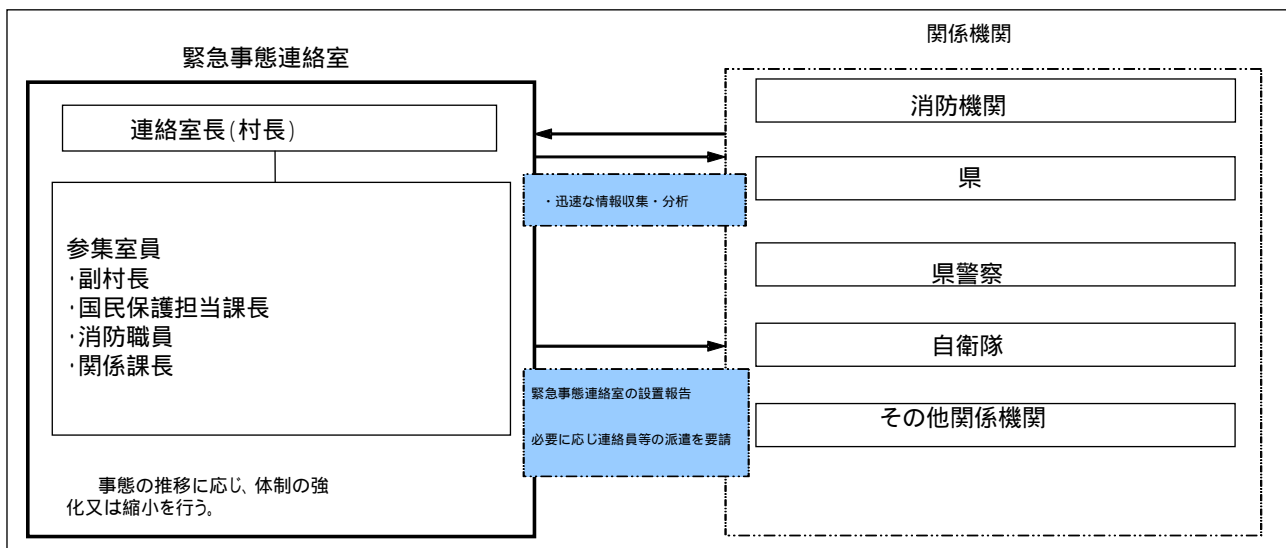 緊急事態連絡室
連絡室長(村長)
参集室員
・副村長
・国民保護担当課長
・消防職員
・関係課長
事態の推移に応じ、体制の強
化又は縮小を行う。
・迅速な情報収集・分析
緊急事態連絡室の設置報告
必要に応じ連絡員等の派遣を要請
関係機関
消防機関
県
県警察
自衛隊
その他関係機関